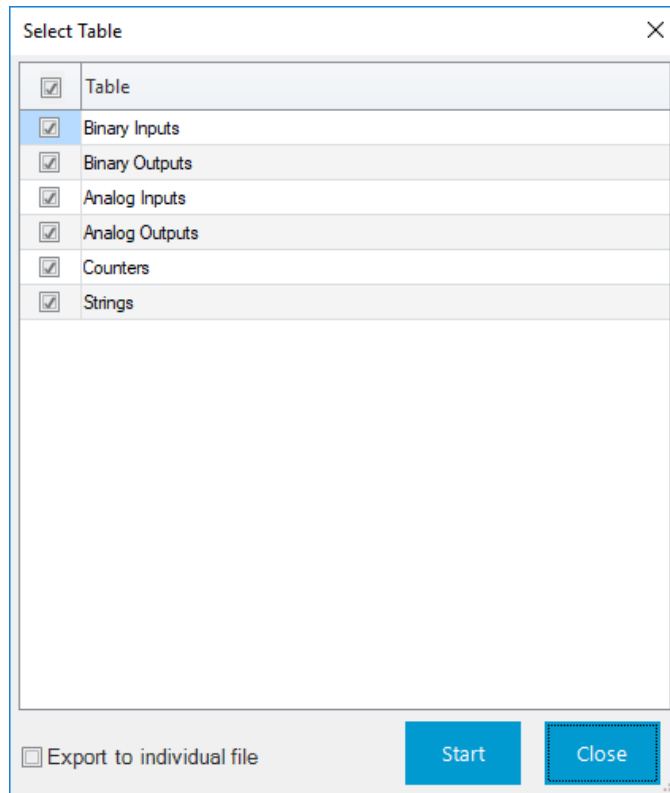 Select Table
Table
Binary Inputs
Binary Outputs
Analog Inputs
Analog Outputs
Counters
Strings
Export to individual file
Start
Close